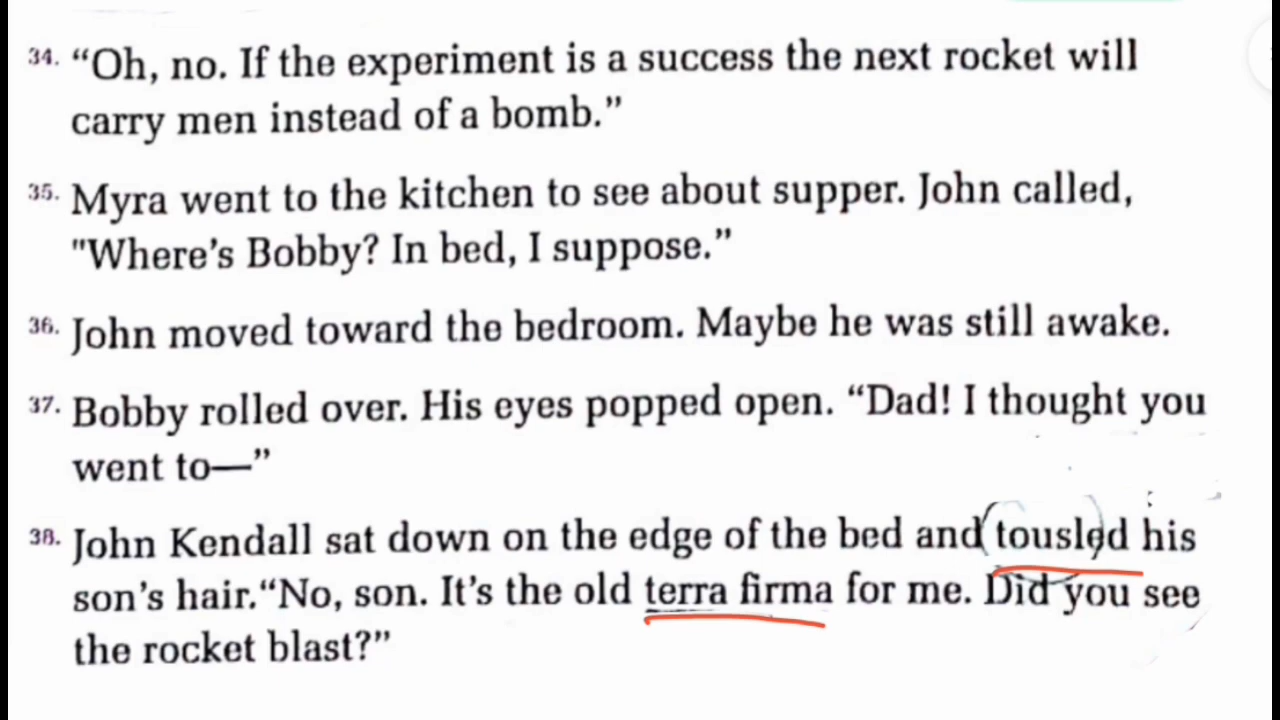 34. “Oh, no. If the experiment is a success the next rocket will
carry men instead of a bomb.”
35. Myra went to the kitchen to see about supper. John called,
"Where’s Bobby? In bed, I suppose.”
36. John moved toward the bedroom. Maybe he was still awake.
37. Bobby rolled over. His eyes popped open. “Dad! I thought you
went to—”
38. John Kendall sat down on the edge of the bed and tousled his
son’s hair.“No, son. It’s the old terra firma for me. Did you see
the rocket blast?”